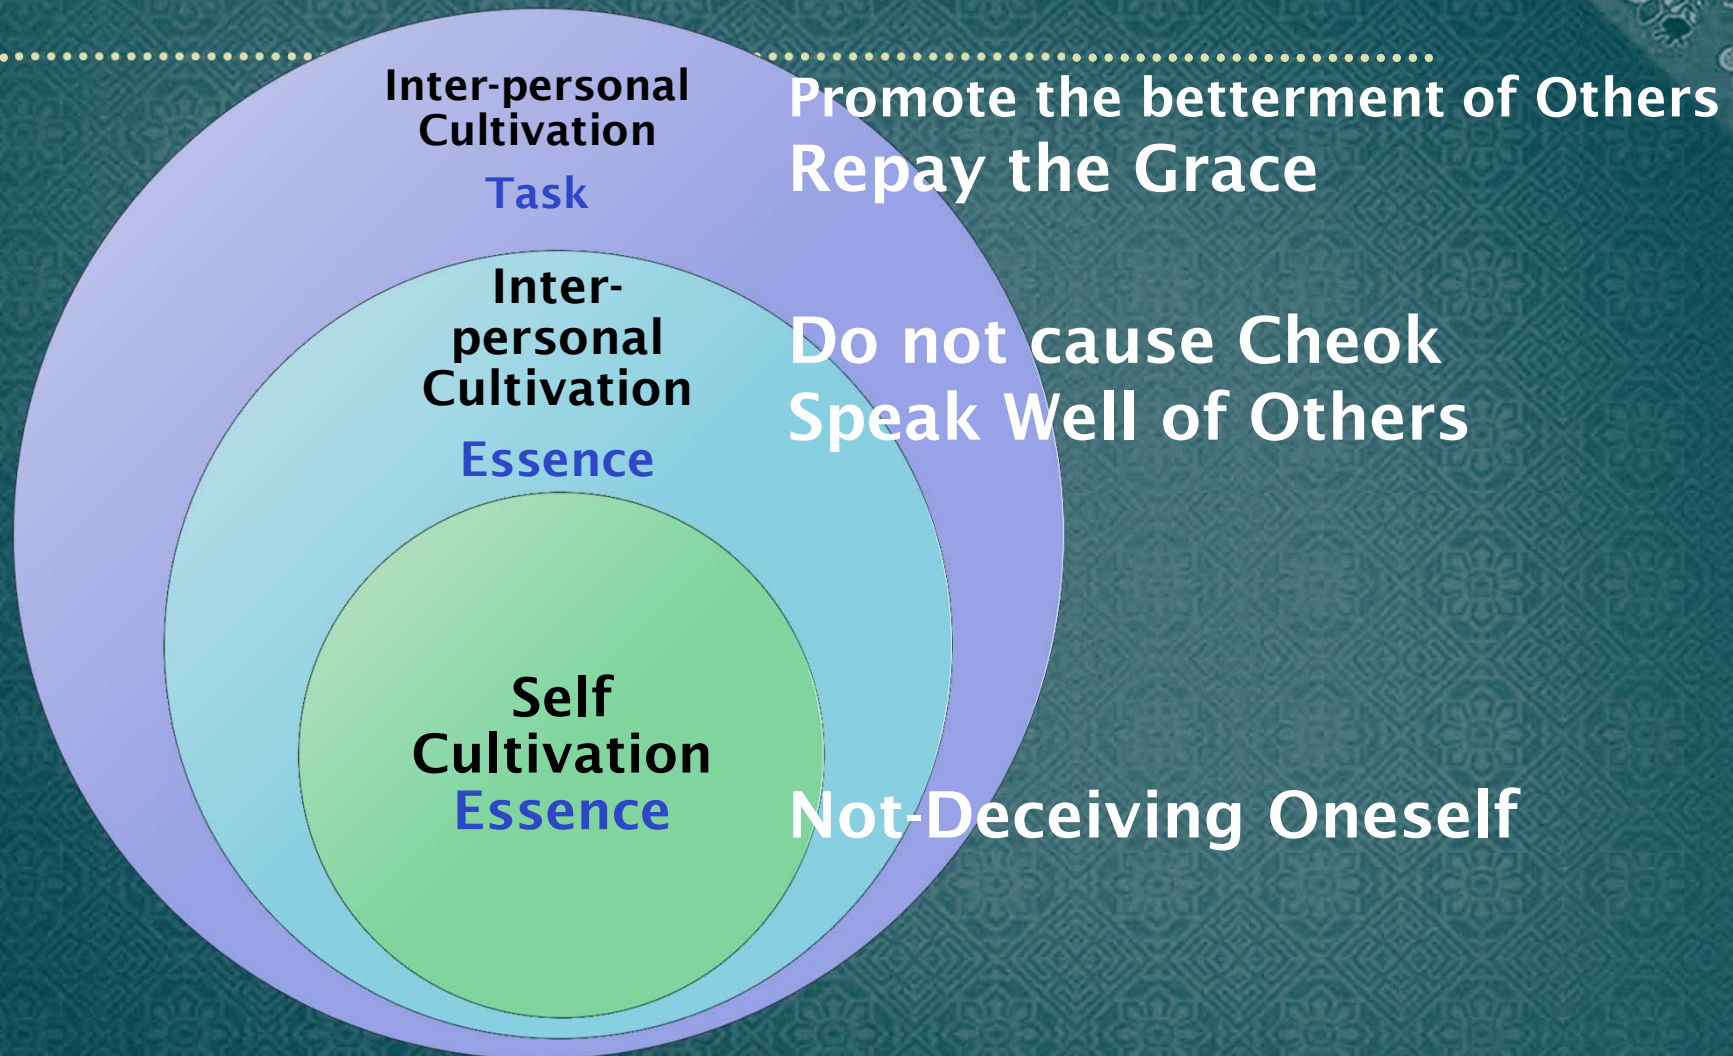 Inter-personal
Cultivation
Task
Promote the betterment of Others
Repay the Grace
Inter-
personal
Cultivation
Essence
Do not cause Cheok
Speak Well of Others
Self
Cultivation
Essence
Not-Deceiving Oneself